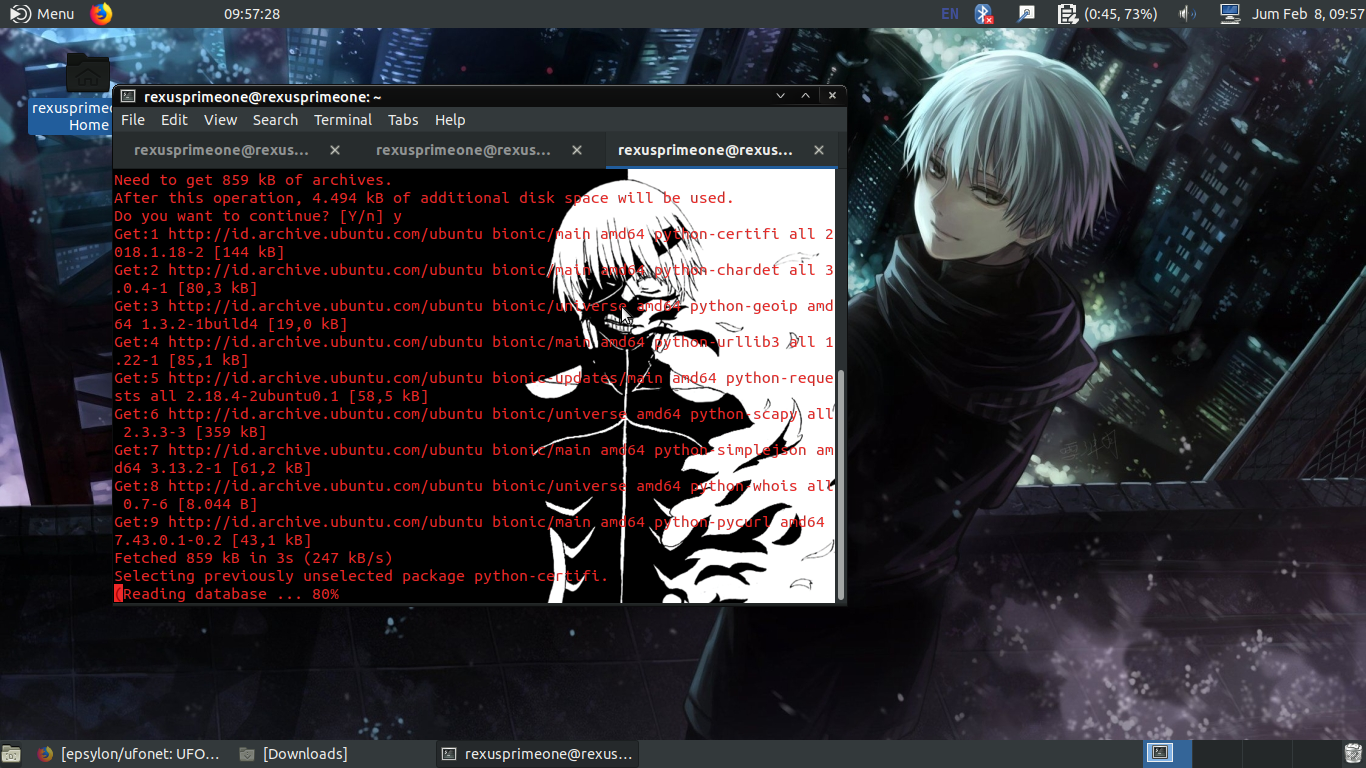 Menu
09:57:28
EN
(0:45, 73%)
Jum Feb 8, 09:57
rexusprimeo
Home
rexusprimeone@rexusprimeone: ~
File Edit View Search Terminal Tabs Help
rexusprimeone@rexus...
rexusprimeone@rexus...
rexusprimeone@rexus...
Need to get 859 kB of archives.
After this operation, 4.494 kB of additional disk space will be used.
Do you want to continue? [Y/n] y
Get:1 http://id.archive.ubuntu.com/ubuntu bionic/main amd64 python-certifi all 2
018.1.18-2 [144 kB]
Get:2 http://id.archive.ubuntu.com/ubuntu bionic/main amd64 python-chardet all 3
.0.4-1 [80,3 kB]
Get:3 http://id.archive.ubuntu.com/ubuntu bionic/universe amd64 python-geoip amd
64 1.3.2-1build4 [19,0 kB]
Get:4 http://id.archive.ubuntu.com/ubuntu bionic/main amd64 python-urllib3 all 1
.22-1 [85,1 kB]
Get:5 http://id.archive.ubuntu.com/ubuntu bionic-updates/main amd64 python-reque
sts all 2.18.4-2ubuntu0.1 [58,5 kB]
Get:6 http://id.archive.ubuntu.com/ubuntu bionic/universe amd64 python-scapy all
2.3.3-3 [359 kB]
Get:7 http://id.archive.ubuntu.com/ubuntu bionic/main amd64 python-simplejson am
d64 3.13.2-1 [61,2 kB]
Get:8 http://id.archive.ubuntu.com/ubuntu bionic/universe amd64 python-whois all
0.7-6 [8.044 B]
Get:9 http://id.archive.ubuntu.com/ubuntu bionic/main amd64 python-pycurl amd64
7.43.0.1-0.2 [43,1 kB]
Fetched 859 kB in 3s (247 kB/s)
Selecting previously unselected package python-certifi.
(Reading database ... 80%
[epsylon/ufonet: UFO...
[Downloads]
rexusprimeone@rexus...